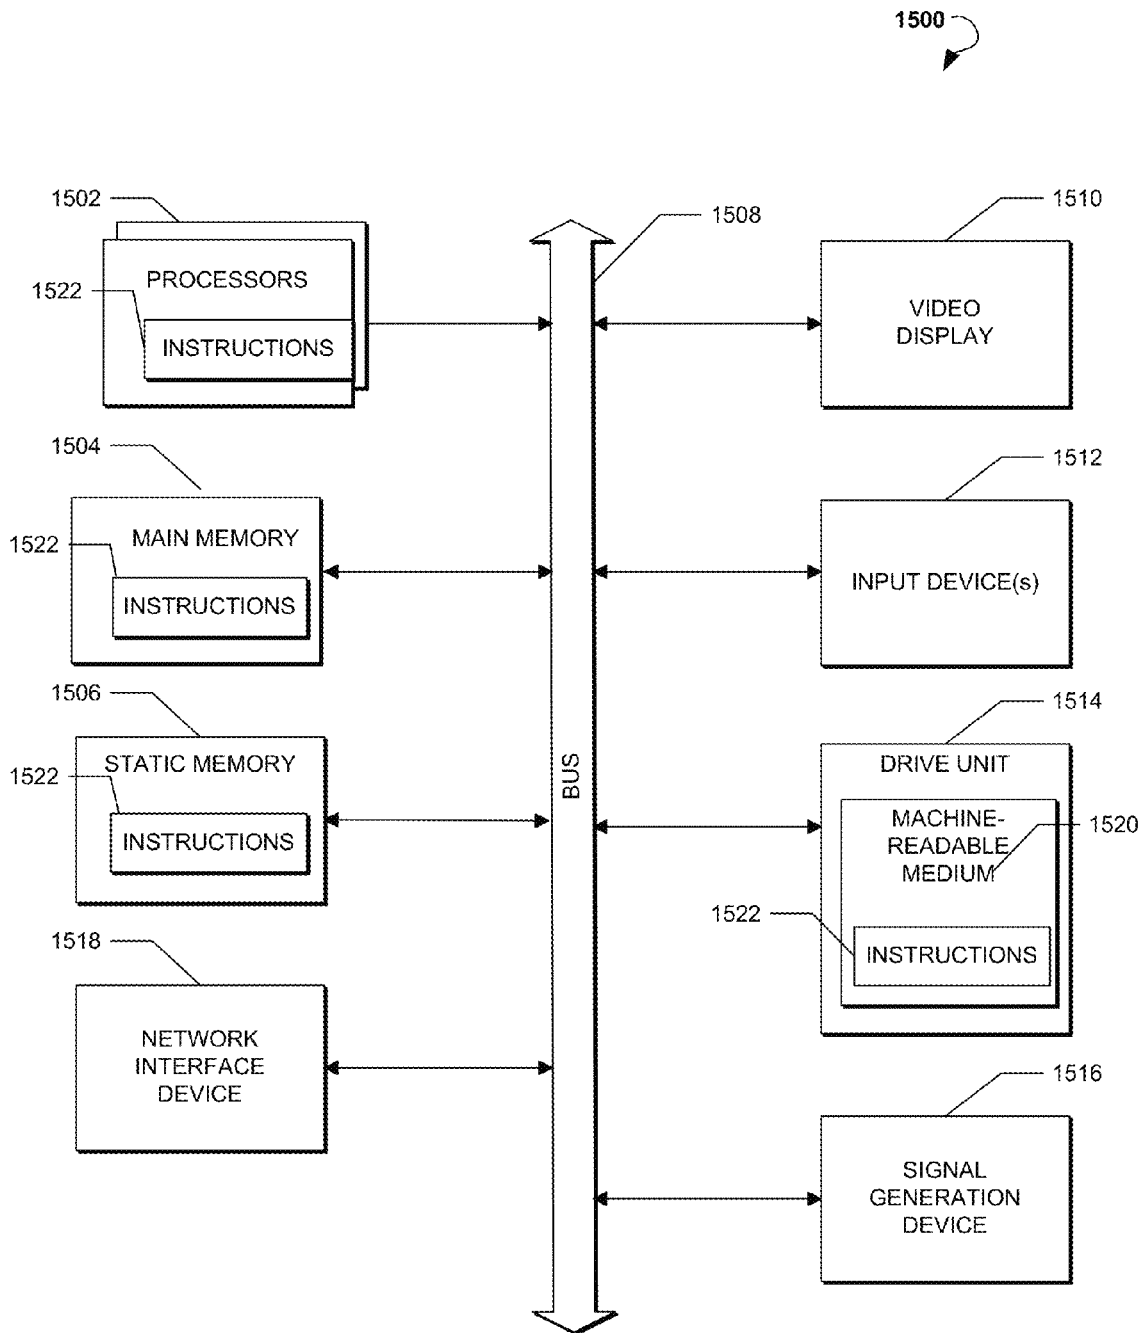 1500
1502
PROCESSORS
1522
INSTRUCTIONS
1504
MAIN MEMORY
1522
INSTRUCTIONS
1506
STATIC MEMORY
1522
INSTRUCTIONS
1518
NETWORK
INTERFACE
DEVICE
1508
BUS
1510
VIDEO
DISPLAY
1512
INPUT DEVICE(s)
1514
DRIVE UNIT
MACHINE-
READABLE
MEDIUM
1520
1522
INSTRUCTIONS
1516
SIGNAL
GENERATION
DEVICE